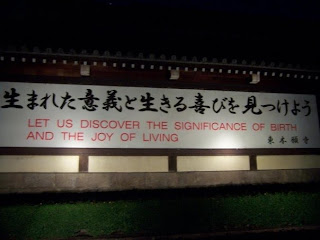 生まれた意義と生きる喜びを見つけよう
LET US DISCOVER THE SIGNIFICANCE OF BIRTH
AND THE JOY OF LIVING
東本願寺